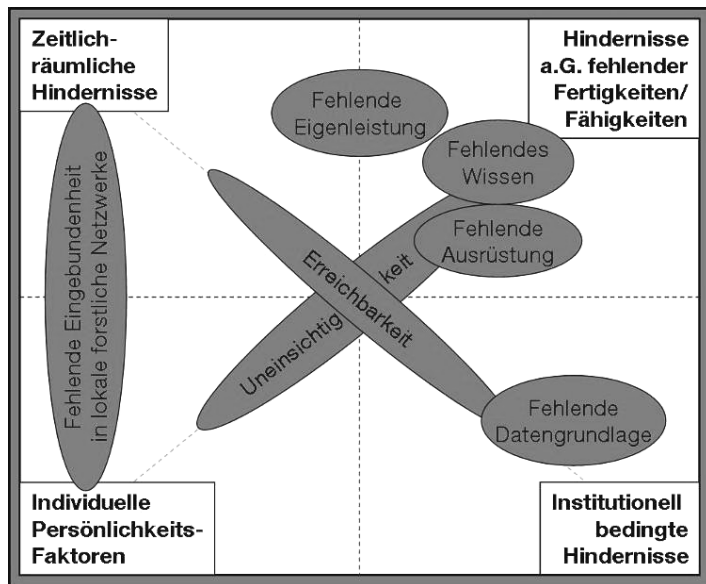 Zeitlich-
räumliche
Hindernisse
Hindernisse
a.G. fehlender
Fertigkeiten/
Fähigkeiten
Fehlende
Eigenleistung
Fehlendes
Wissen
Fehlende
Ausrüstung
Erreichbarkeit
Uneinsichtig
keit
Fehlende Eingebundenheit
in lokale forstliche Netzwerke
Fehlende
Datengrundlage
Individuelle
Persönlichkeits-
Faktoren
Institutionell
bedingte
Hindernisse